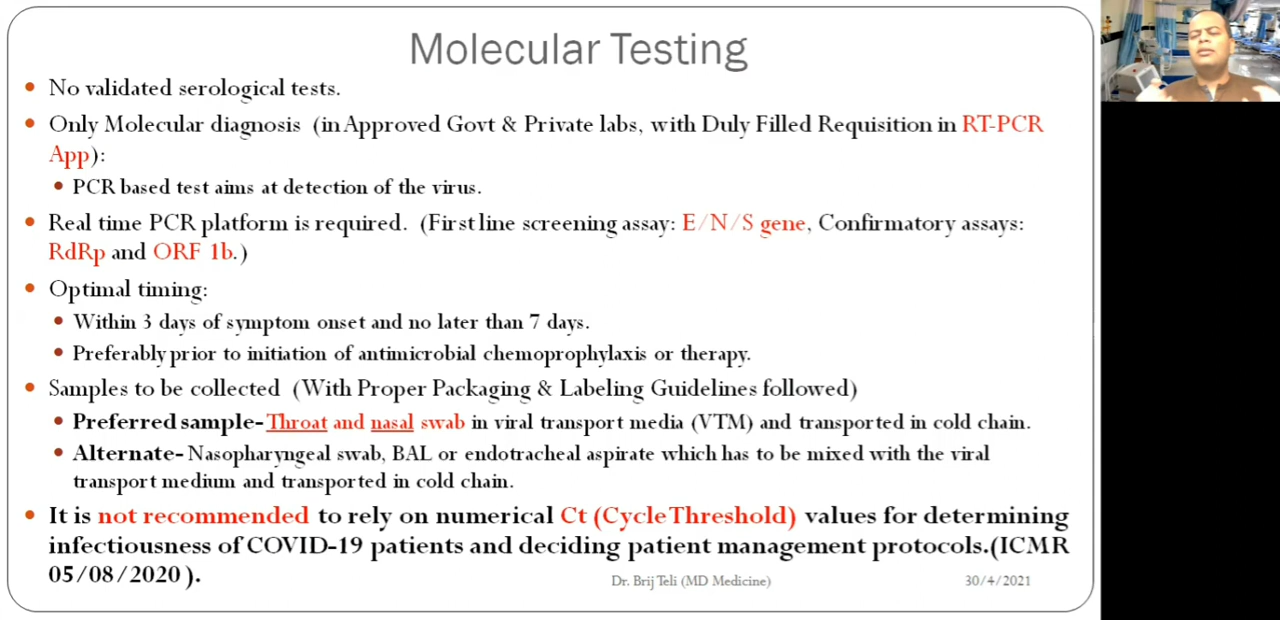 Molecular Testing
• No validated serological tests.
• Only Molecular diagnosis (in Approved Govt & Private labs, with Duly Filled Requisition in RT-PCR
App):
• PCR based test aims at detection of the virus.
• Real time PCR platform is required. (First line screening assay: E/N/S gene, Confirmatory assays:
RdRp and ORF 1b.)
• Optimal timing:
• Within 3 days of symptom onset and no later than 7 days.
• Preferably prior to initiation of antimicrobial chemoprophylaxis or therapy.
• Samples to be collected (With Proper Packaging & Labeling Guidelines followed)
• Preferred sample- Throat and nasal swab in viral transport media (VTM) and transported in cold chain.
• Alternate- Nasopharyngeal swab, BAL or endotracheal aspirate which has to be mixed with the viral
transport medium and transported in cold chain.
• It is not recommended to rely on numerical Ct (Cycle Threshold) values for determining
infectiousness of COVID-19 patients and deciding patient management protocols.(ICMR
05/08/2020 ).
Dr. Brij Teli (MD Medicine)
30/4/2021